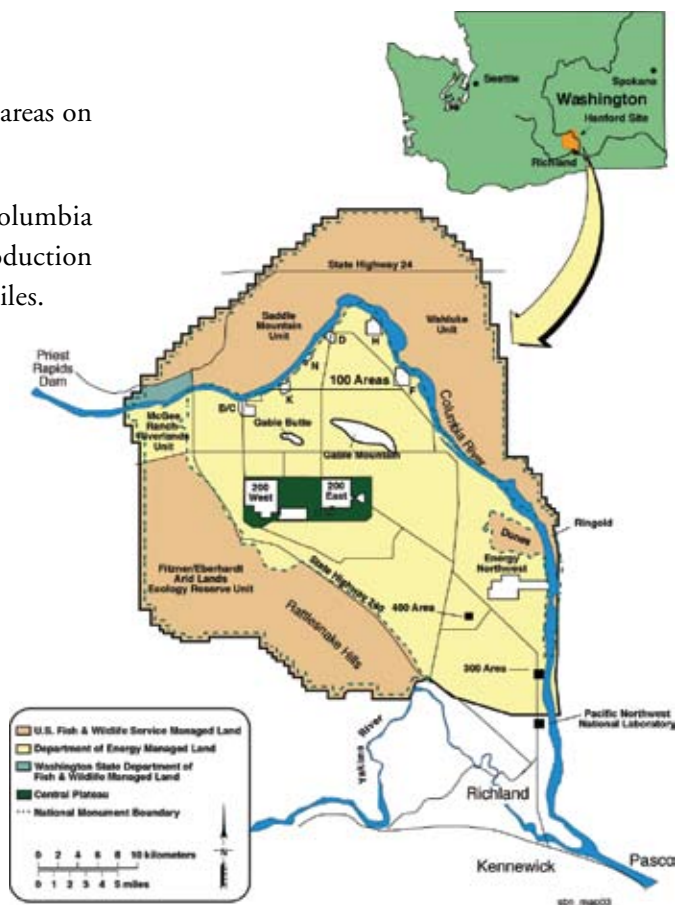 areas on
olumbia
oduction
iles.
Seattle
Spokane
Washington
Hanford Site
Richland
State Highway 24
Saddle
Mountain
Unit
Wahluke
Unit
Priest
Rapids
Dam
D
H
N
100 Areas
K
F
B/C
McGee
Ranch-
Riverlands
Unit
Gable Butte
Gable Mountain
Columbia River
200
West
200
East
Ringold
Dunes
Energy
Northwest
Fitzner/Eberhardt
Arid Lands
Ecology Reserve Unit
State Highway 240
400 Area
Rattlesnake Hills
300 Area
Pacific Northwest
National Laboratory
Yakima River
Richland
Kennewick
Pasco
U.S. Fish & Wildlife Service Managed Land
Department of Energy Managed Land
Washington State Department of
Fish & Wildlife Managed Land
Central Plateau
National Monument Boundary
N
0 2 4 6 8 10 kilometers
0 1 2 3 4 5 miles